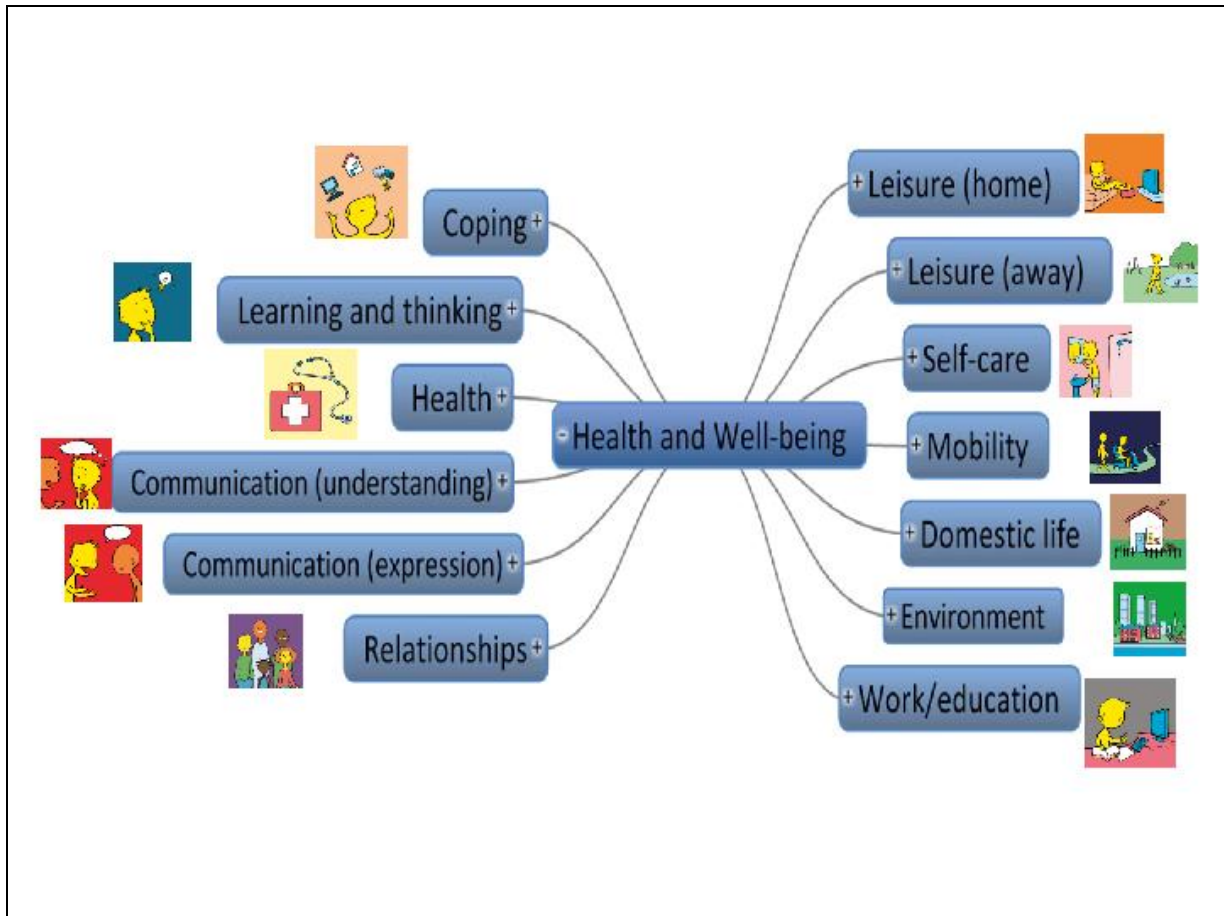 Coping
Learning and thinking
Health
Communication (understanding)
Communication (expression)
Relationships
Health and Well-being
Leisure (home)
Leisure (away)
Self-care
Mobility
Domestic life
Environment
Work/education